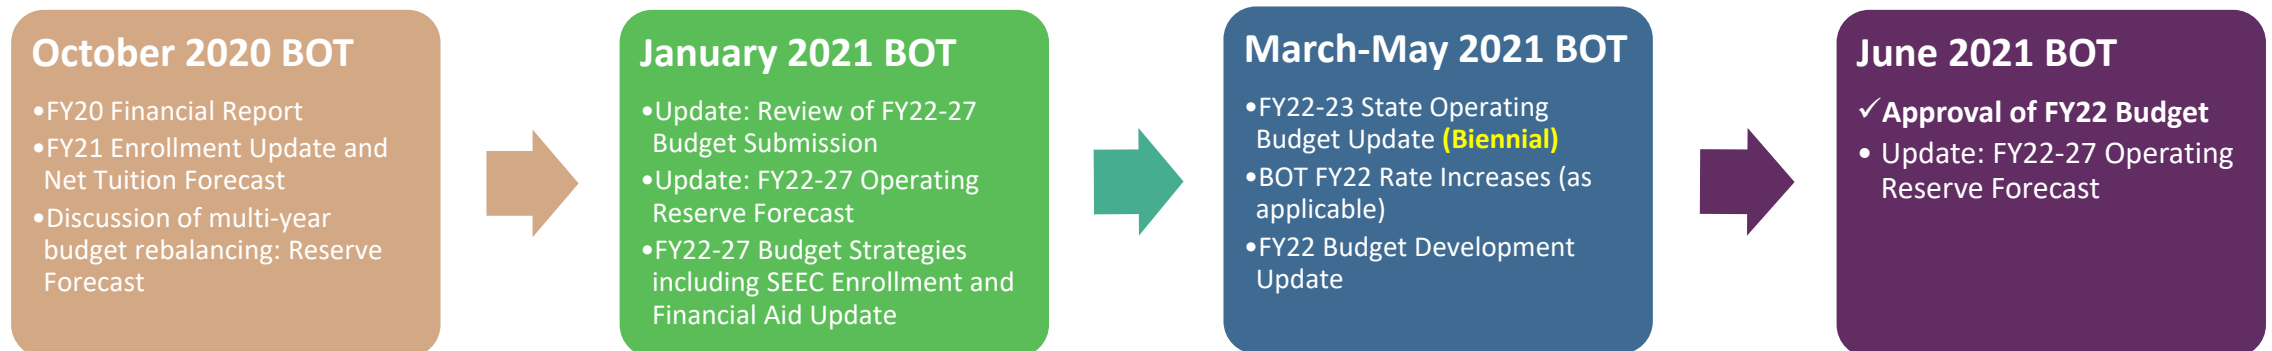 October 2020 BOT
•FY20 Financial Report
•FY21 Enrollment Update and
Net Tuition Forecast
•Discussion of multi-year
budget rebalancing: Reserve
Forecast
January 2021 BOT
•Update: Review of FY22-27
Budget Submission
•Update: FY22-27 Operating
Reserve Forecast
•FY22-27 Budget Strategies
including SEEC Enrollment and
Financial Aid Update
March-May 2021 BOT
•FY22-23 State Operating
Budget Update (Biennial)
•BOT FY22 Rate Increases (as
applicable)
•FY22 Budget Development
Update
June 2021 BOT
✓Approval of FY22 Budget
• Update: FY22-27 Operating
Reserve Forecast